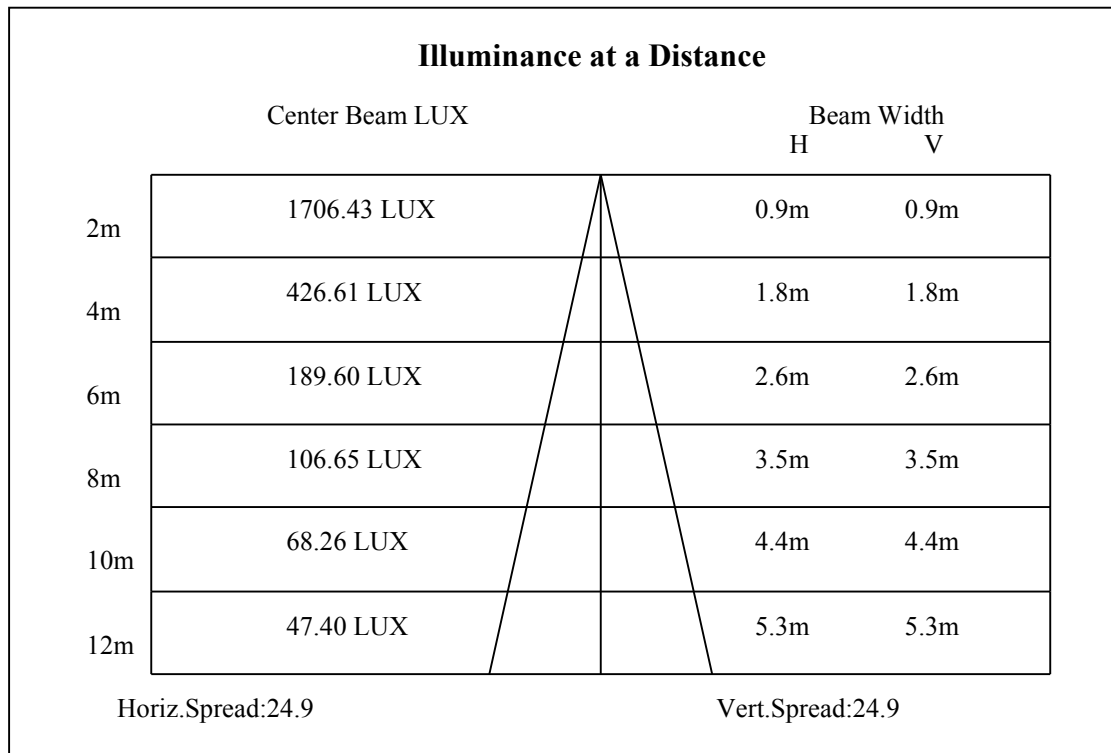 Illuminance at a Distance
Center Beam LUX Beam Width
H V
2m 1706.43 LUX 0.9m 0.9m
4m 426.61 LUX 1.8m 1.8m
6m 189.60 LUX 2.6m 2.6m
8m 106.65 LUX 3.5m 3.5m
10m 68.26 LUX 4.4m 4.4m
12m 47.40 LUX 5.3m 5.3m
Horiz.Spread:24.9 Vert.Spread:24.9